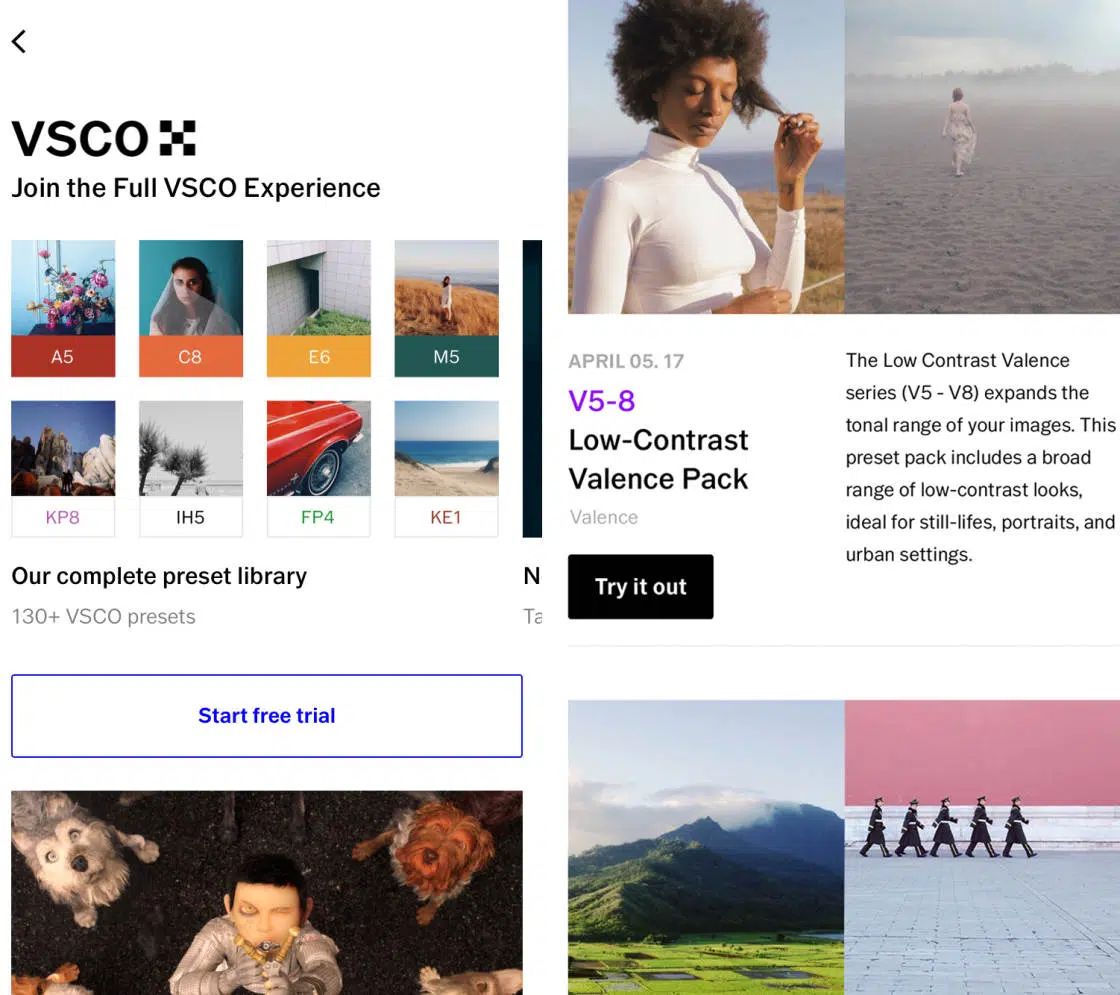 VSCO
Join the Full VSCO Experience
A5
C8
E6
M5
KP8
IH5
FP4
KE1
Our complete preset library
130+ VSCO presets
N
Ta
Start free trial
APRIL 05. 17
V5-8
Low-Contrast
Valence Pack
Valence
Try it out
The Low Contrast Valence
series (V5 - V8) expands the
tonal range of your images. This
preset pack includes a broad
range of low-contrast looks,
ideal for still-lifes, portraits, and
urban settings.